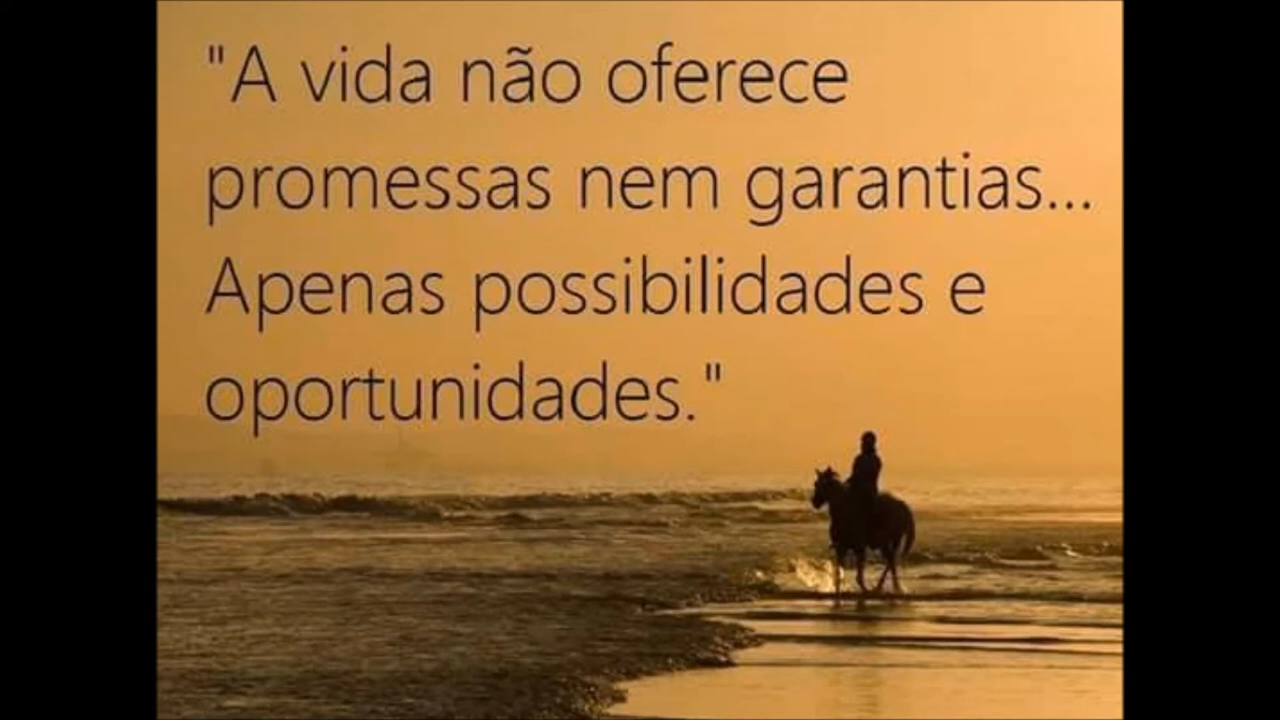 "A vida não oferece
promessas nem garantias...
Apenas possibilidades e
oportunidades."